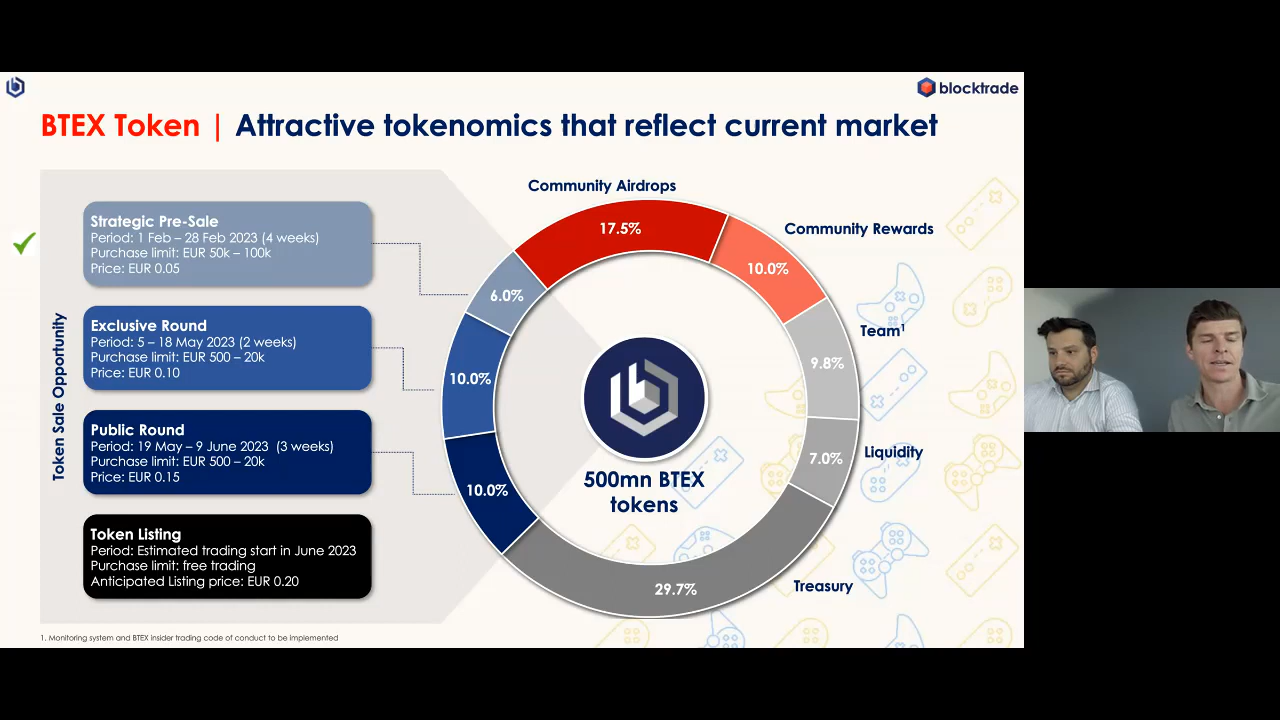 blocktrade
BTEX Token | Attractive tokenomics that reflect current market
Token Sale Opportunity
Strategic Pre-Sale
Period: 1 Feb – 28 Feb 2023 (4 weeks)
Purchase limit: EUR 50k – 100k
Price: EUR 0.05
Exclusive Round
Period: 5 – 18 May 2023 (2 weeks)
Purchase limit: EUR 500 – 20k
Price: EUR 0.10
Public Round
Period: 19 May – 9 June 2023 (3 weeks)
Purchase limit: EUR 500 – 20k
Price: EUR 0.15
Token Listing
Period: Estimated trading start in June 2023
Purchase limit: free trading
Anticipated Listing price: EUR 0.20
Community Airdrops
17.5%
Community Rewards
10.0%
Team¹
9.8%
Liquidity
7.0%
Treasury
29.7%
10.0%
10.0%
6.0%
500mn BTEX
tokens
1. Monitoring system and BTEX insider trading code of conduct to be implemented